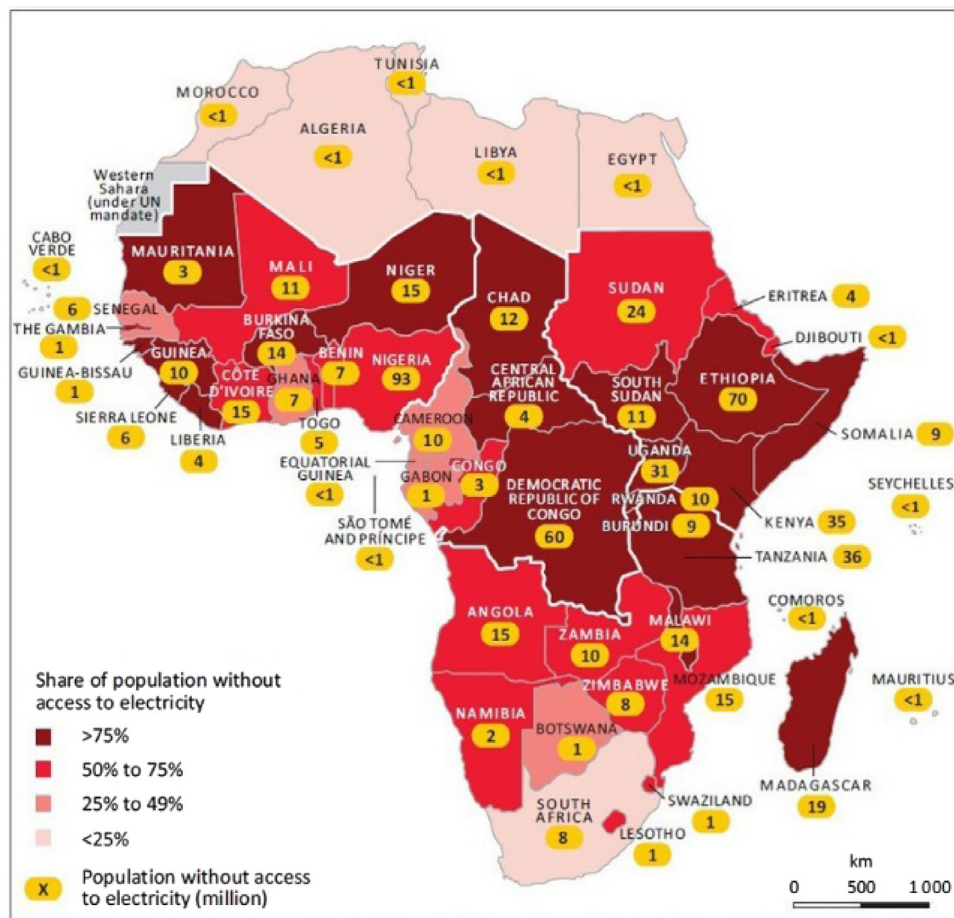 TUNISIA
<1
MOROCCO
<1
ALGERIA
<1
LIBYA
<1
EGYPT
<1
Western
Sahara
(under UN
mandate)
CABO
VERDE
<1
MAURITANIA
3
MALI
11
NIGER
15
CHAD
12
SUDAN
24
ERITREA 4
6 SENEGAL
THE GAMBIA
1
GUINEA-BISSAU
1
GUINEA
10
SIERRA LEONE
6
LIBERIA
4
CÔTE
D'IVOIRE
15
BURKINA
FASO
14
GHANA
7
TOGO
5
BENIN
7
NIGERIA
93
DJIBOUTI <1
CENTRAL
AFRICAN
REPUBLIC
4
SOUTH
SUDAN
11
ETHIOPIA
70
SOMALIA 9
CAMEROON
10
EQUATORIAL
GUINEA
<1
GABON
1
CONGO
3
SÃO TOMÉ
AND PRÍNCIPE
<1
DEMOCRATIC
REPUBLIC OF
CONGO
60
UGANDA
31
RWANDA 10
BURUNDI 9
KENYA 35
TANZANIA 36
SEYCHELLES
<1
COMOROS
<1
ANGOLA
15
ZAMBIA
10
MALAWI
14
MOZAMBIQUE
15
ZIMBABWE
8
NAMIBIA
2
BOTSWANA
1
MAURITIUS
<1
MADAGASCAR
19
SOUTH
AFRICA
8
SWAZILAND
1
LESOTHO
1
Share of population without
access to electricity
>75%
50% to 75%
25% to 49%
<25%
X Population without access
to electricity (million)
km
0 500 1 000